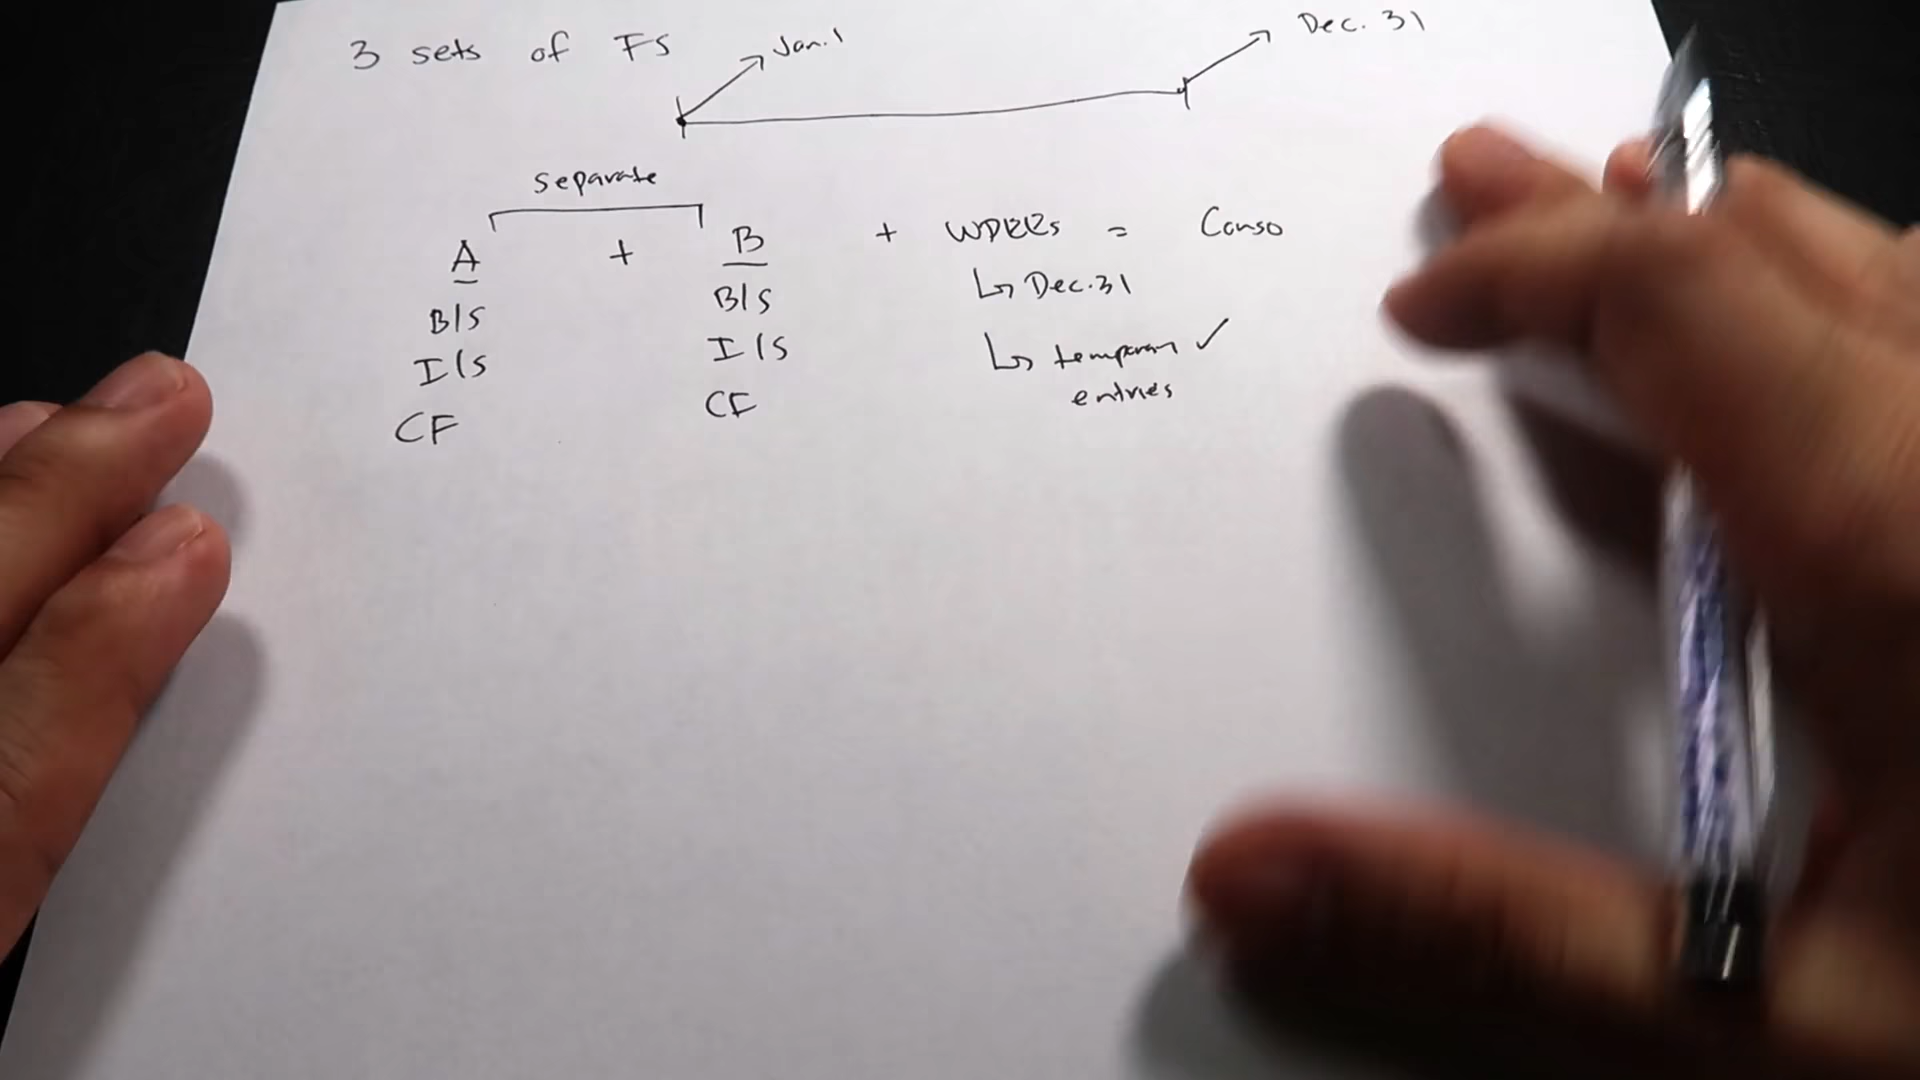 3 sets of FS
Jan. 1
Dec. 31
separate
A + B + WPEEs = Conso
B/S
I/S
CF
B/S
I/S
CF
↳ Dec. 31
↳ temporary ✓
entries